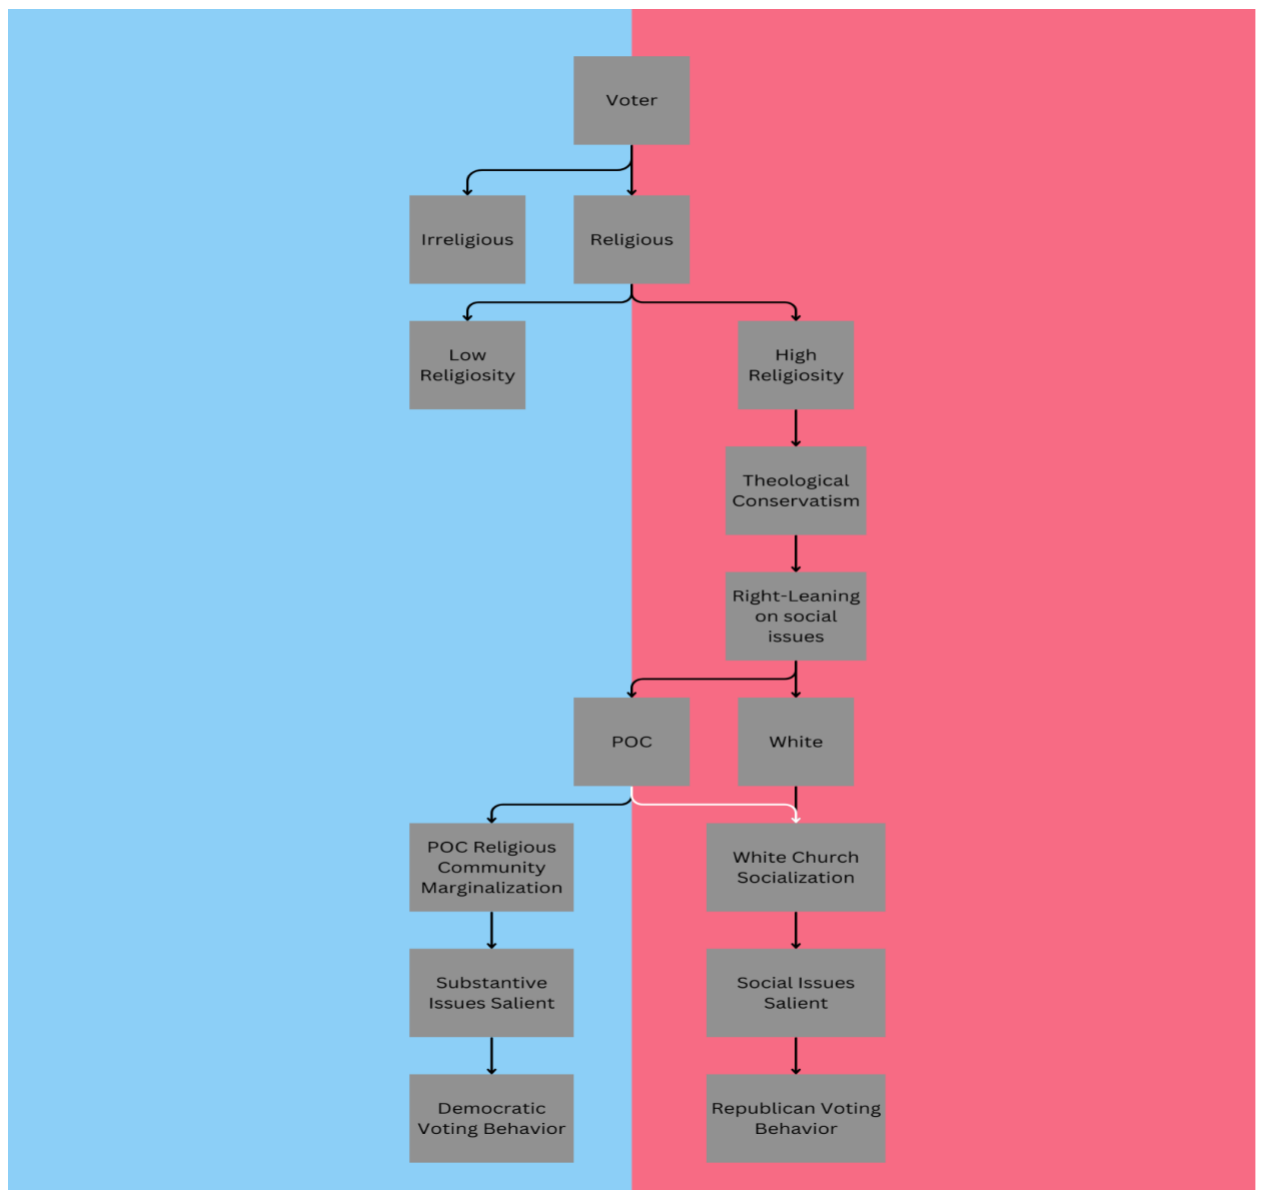 Voter
Irreligious
Religious
Low
Religiosity
High
Religiosity
Theological
Conservatism
Right-Leaning
on social
issues
POC
White
POC Religious
Community
Marginalization
White Church
Socialization
Substantive
Issues Salient
Social Issues
Salient
Democratic
Voting Behavior
Republican Voting
Behavior